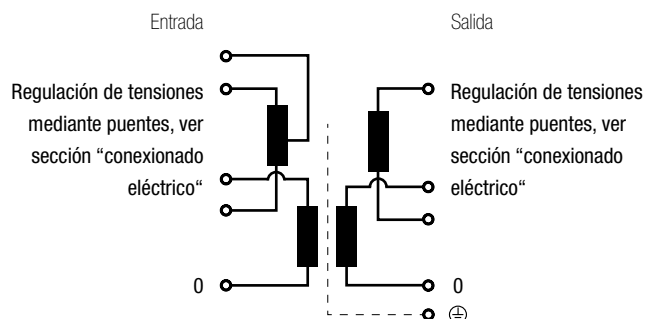 Entrada
Salida
Regulación de tensiones
mediante puentes, ver
sección “conexionado
eléctrico“
Regulación de tensiones
mediante puentes, ver
sección “conexionado
eléctrico“
0
0